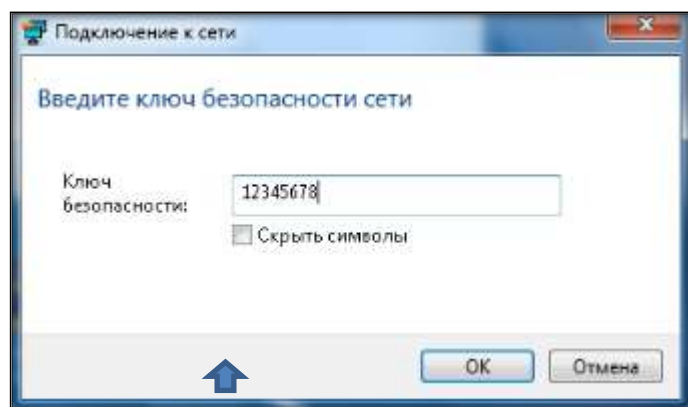 Подключение к сети
Введите ключ безопасности сети
Ключ
безопасности:
12345678
Скрыть символы
OK
Отмена